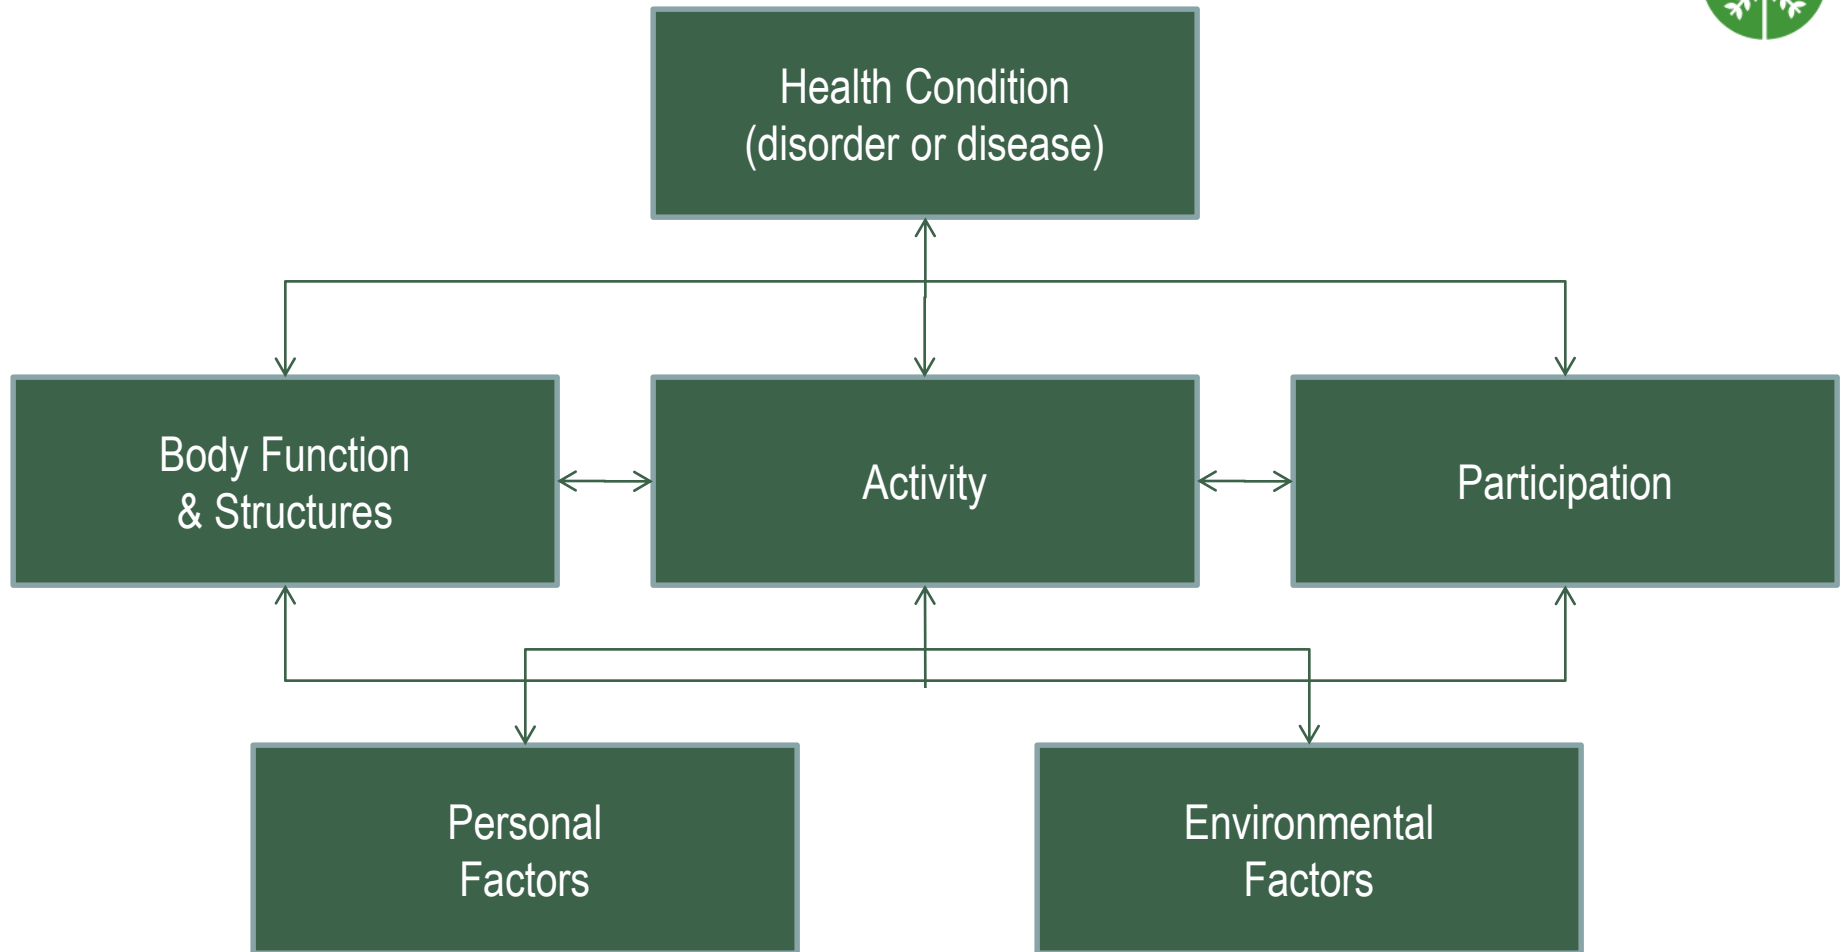 Health Condition
(disorder or disease)
Body Function
& Structures
Activity
Participation
Personal
Factors
Environmental
Factors